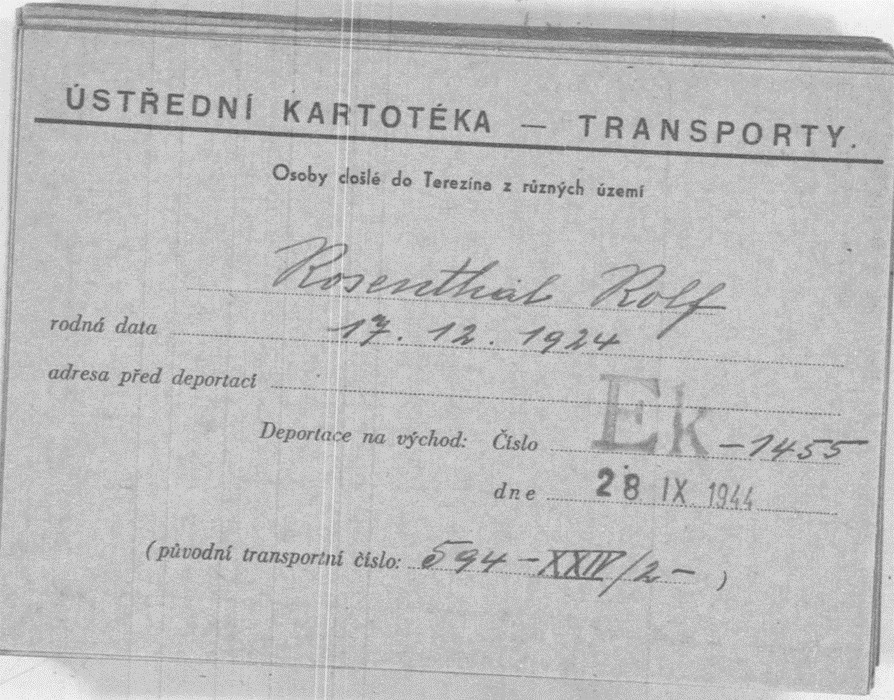 ÚSTŘEDNÍ KARTOTÉKA — TRANSPORTY.
Osoby došlé do Terezína z různých území
Rosenthal Rolf
rodná data 17. 12. 1924
adresa před deportací
Deportace na východ: Číslo Ek - 1455
dne 28 IX 1944
(původní transportní číslo: 594 - XXIV/2 - )